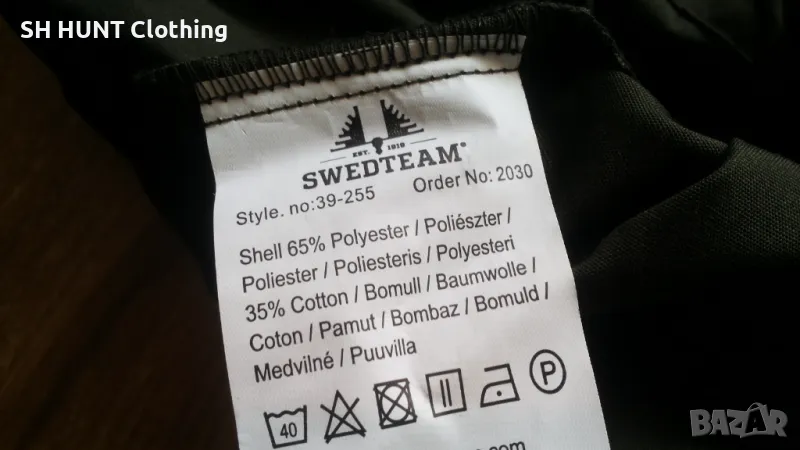 SH HUNT Clothing
EST. 1919
SWEDTEAM®
Style. no:39-255 Order No: 2030
Shell 65% Polyester / Poliészter /
Poliester / Poliesteris / Polyesteri
35% Cotton / Bomull / Baumwolle /
Coton / Pamut / Bombaz / Bomuld /
Medvilné / Puuvilla
40
P
.com
BAZAR